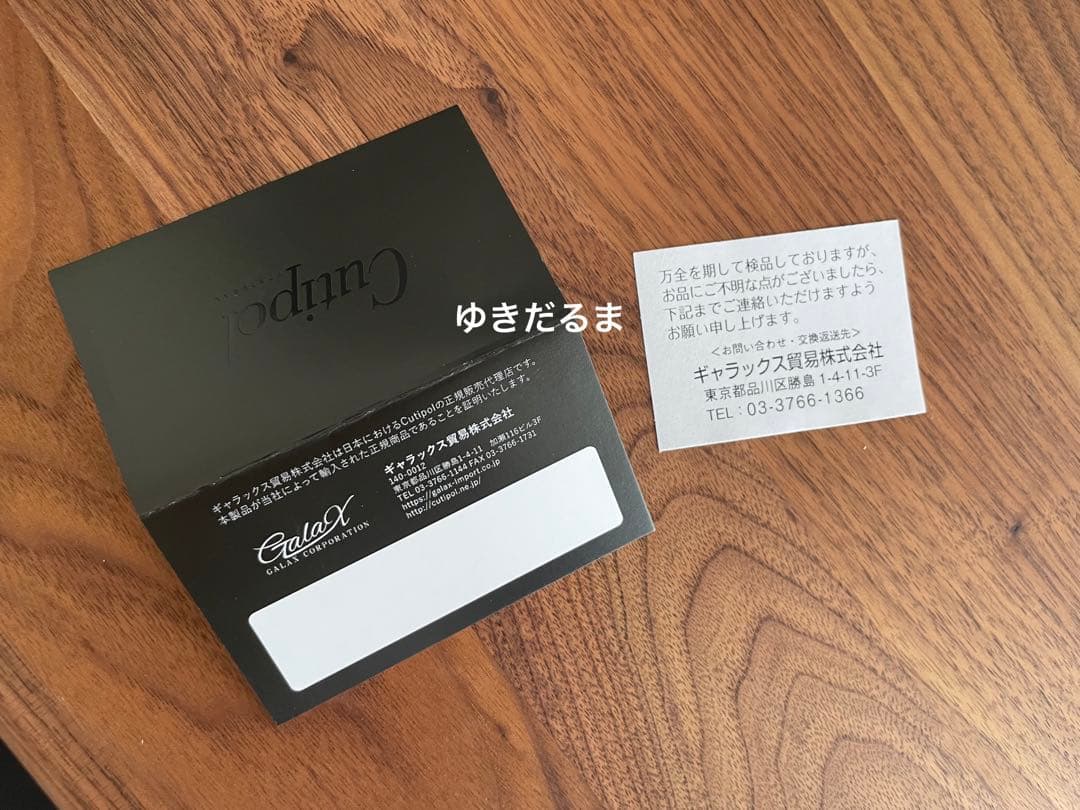 Cutipol
ゆきだるま
ギャラックス貿易株式会社は日本におけるCutipolの正規販売代理店です。
本製品が当社によって輸入された正規商品であることを証明いたします。
GalaX
GALAX CORPORATION
ギャラックス貿易株式会社
140-0012
東京都品川区勝島1-4-11 加瀬116ビル3F
TEL 03-3766-1144 FAX 03-3766-1731
https://galax-import.co.jp
http://cutipol.ne.jp/
万全を期して検品しておりますが、
お品にご不明な点がございましたら、
下記までご連絡いただけますよう
お願い申し上げます。
＜お問い合わせ・交換返送先＞
ギャラックス貿易株式会社
東京都品川区勝島 1-4-11-3F
TEL：03-3766-1366